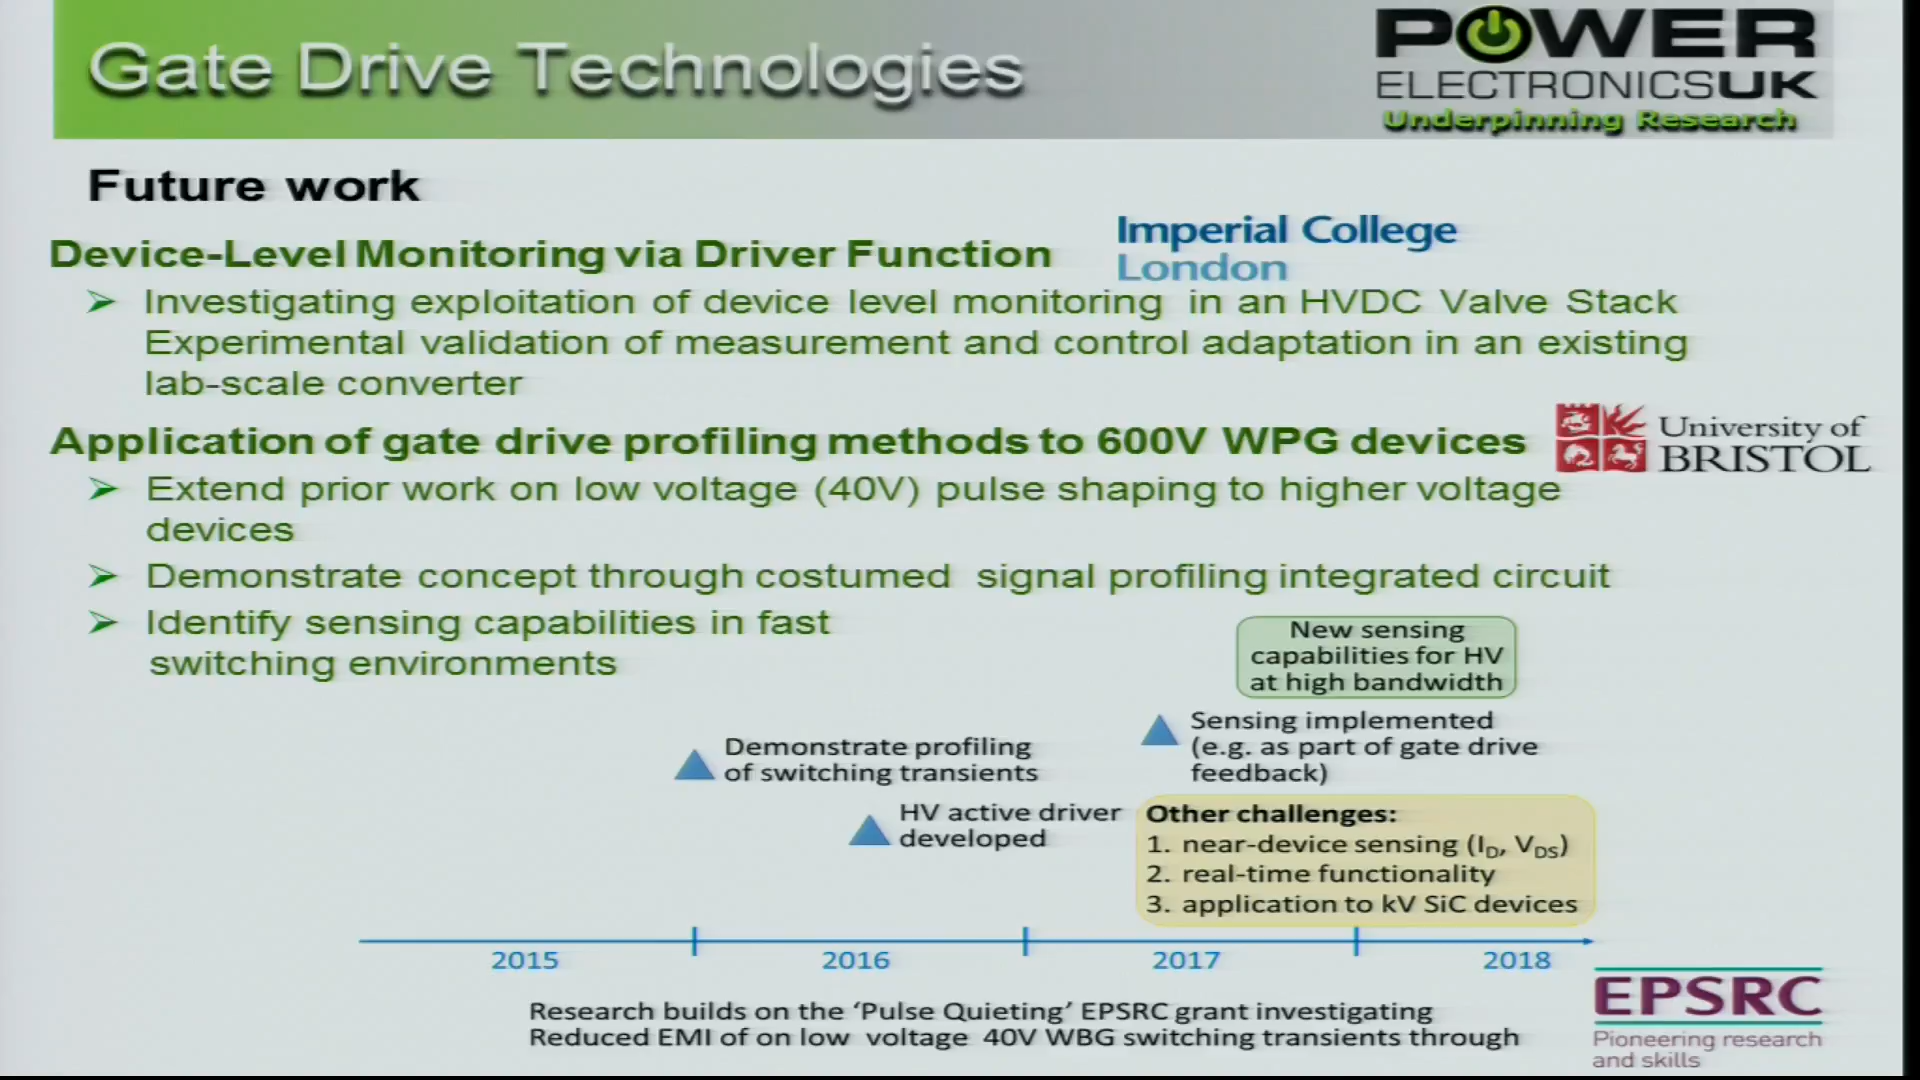 Gate Drive Technologies
POWER
ELECTRONICSUK
Underpinning Research
Future work
Device-Level Monitoring via Driver Function
Imperial College
London
Investigating exploitation of device level monitoring in an HVDC Valve Stack
Experimental validation of measurement and control adaptation in an existing
lab-scale converter
Application of gate drive profiling methods to 600V WPG devices
University of
BRISTOL
Extend prior work on low voltage (40V) pulse shaping to higher voltage
devices
Demonstrate concept through costumed signal profiling integrated circuit
Identify sensing capabilities in fast
switching environments
New sensing
capabilities for HV
at high bandwidth
Sensing implemented
(e.g. as part of gate drive
feedback)
Demonstrate profiling
of switching transients
HV active driver
developed
Other challenges:
1. near-device sensing (ID, VDS)
2. real-time functionality
3. application to kV SiC devices
2015 2016 2017 2018
Research builds on the ‘Pulse Quieting’ EPSRC grant investigating
Reduced EMI of on low voltage 40V WBG switching transients through
EPSRC
Pioneering research
and skills